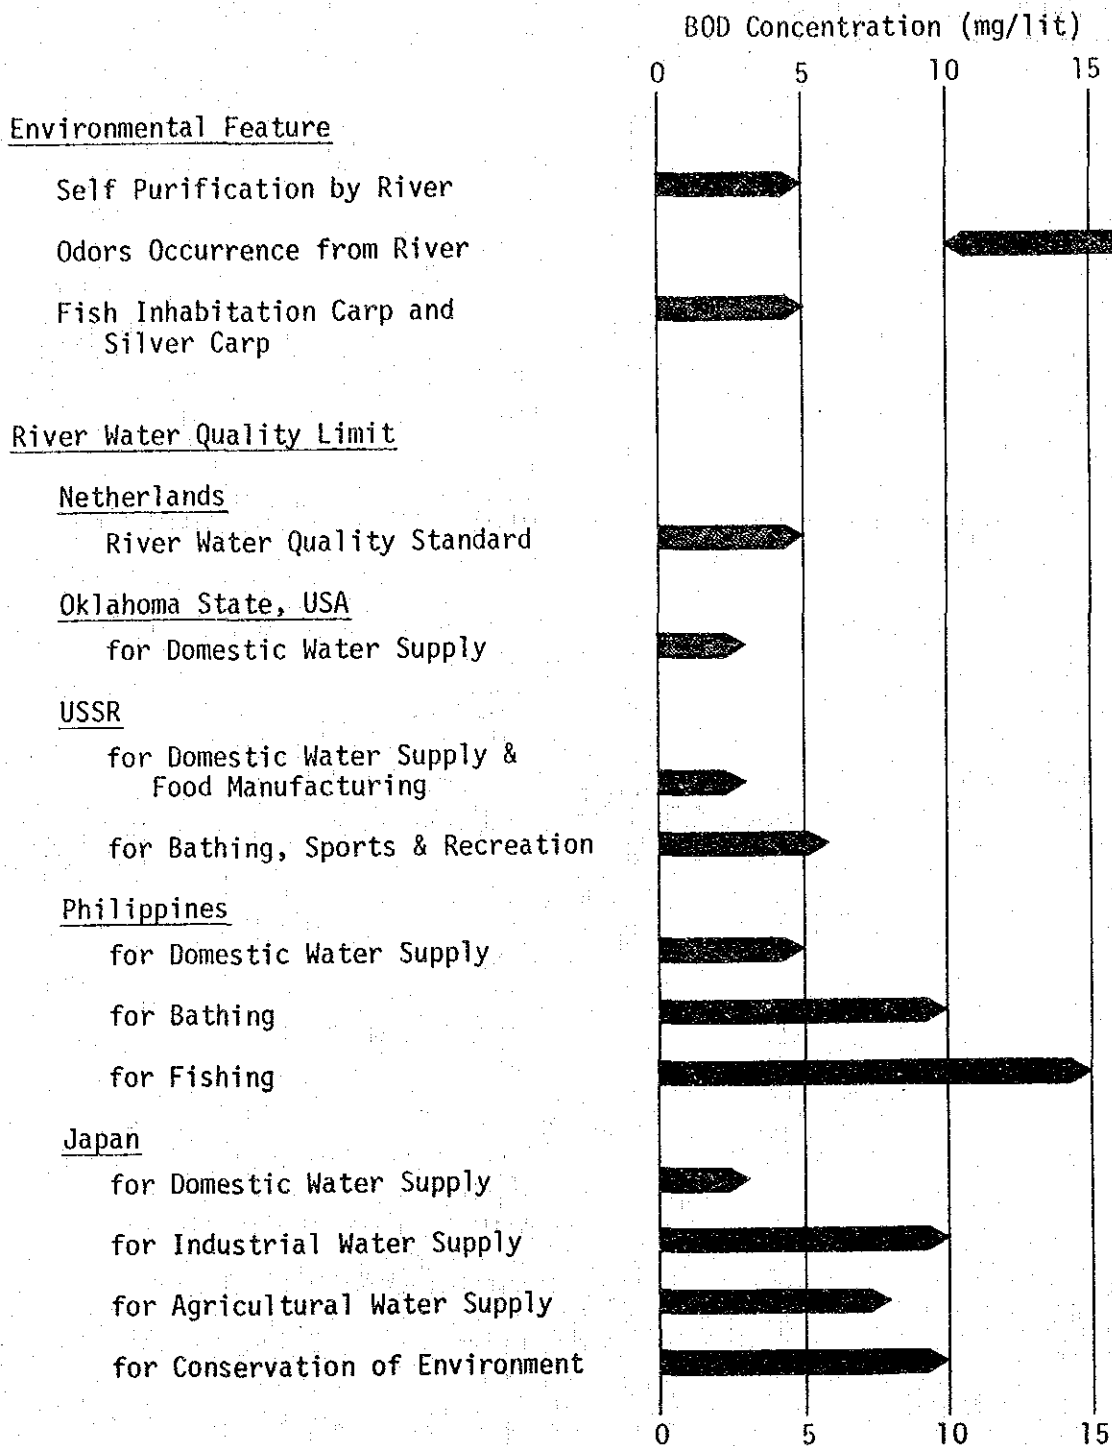 BOD Concentration (mg/lit)
0 5 10 15
Environmental Feature
Self Purification by River
Odors Occurrence from River
Fish Inhabitation Carp and
Silver Carp
River Water Quality Limit
Netherlands
River Water Quality Standard
Oklahoma State, USA
for Domestic Water Supply
USSR
for Domestic Water Supply &
Food Manufacturing
for Bathing, Sports & Recreation
Philippines
for Domestic Water Supply
for Bathing
for Fishing
Japan
for Domestic Water Supply
for Industrial Water Supply
for Agricultural Water Supply
for Conservation of Environment
0 5 10 15